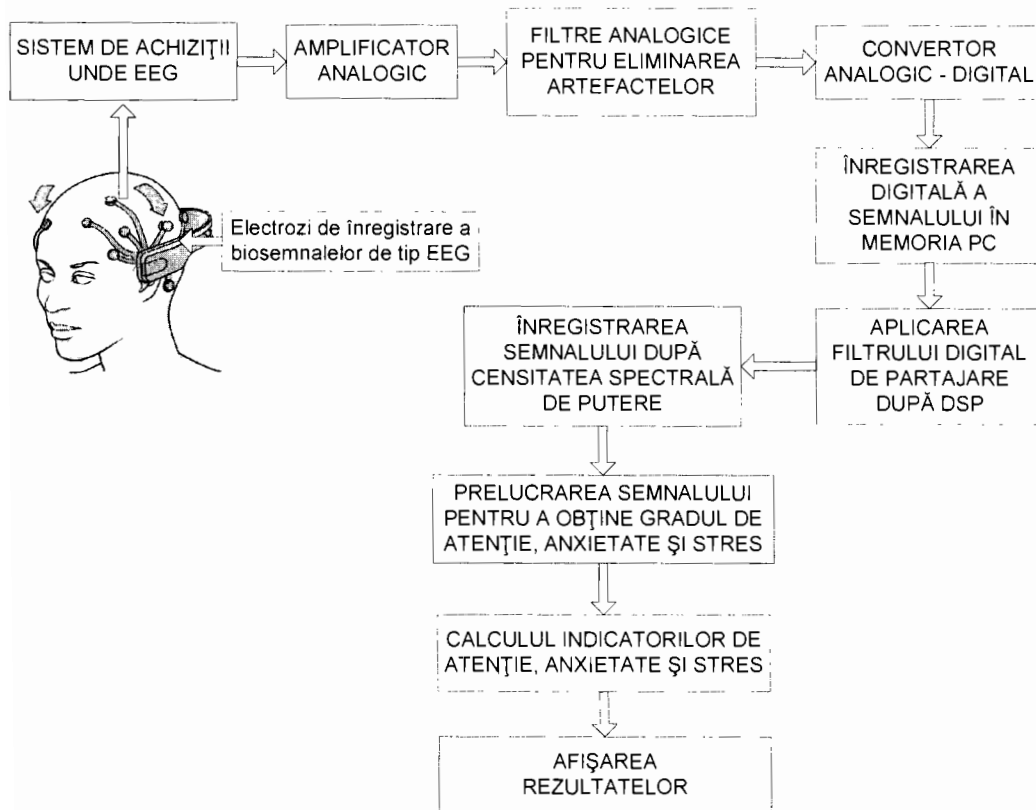 SISTEM DE ACHIZIŢII
UNDE EEG
AMPLIFICATOR
ANALOGIC
FILTRE ANALOGICE
PENTRU ELIMINAREA
ARTEFACTELOR
CONVERTOR
ANALOGIC - DIGITAL
ÎNREGISTRAREA
DIGITALĂ A
SEMNALULUI ÎN
MEMORIA PC
Electrozi de înregistrare a
biosemnalelor de tip EEG
APLICAREA
FILTRULUI DIGITAL
DE PARTAJARE
DUPĂ DSP
ÎNREGISTRAREA
SEMNALULUI DUPĂ
CENSITATEA SPECTRALĂ
DE PUTERE
PRELUCRAREA SEMNALULUI
PENTRU A OBŢINE GRADUL DE
ATENŢIE, ANXIETATE ŞI STRES
CALCULUL INDICATORILOR DE
ATENŢIE, ANXIETATE ŞI STRES
AFIŞAREA
REZULTATELOR